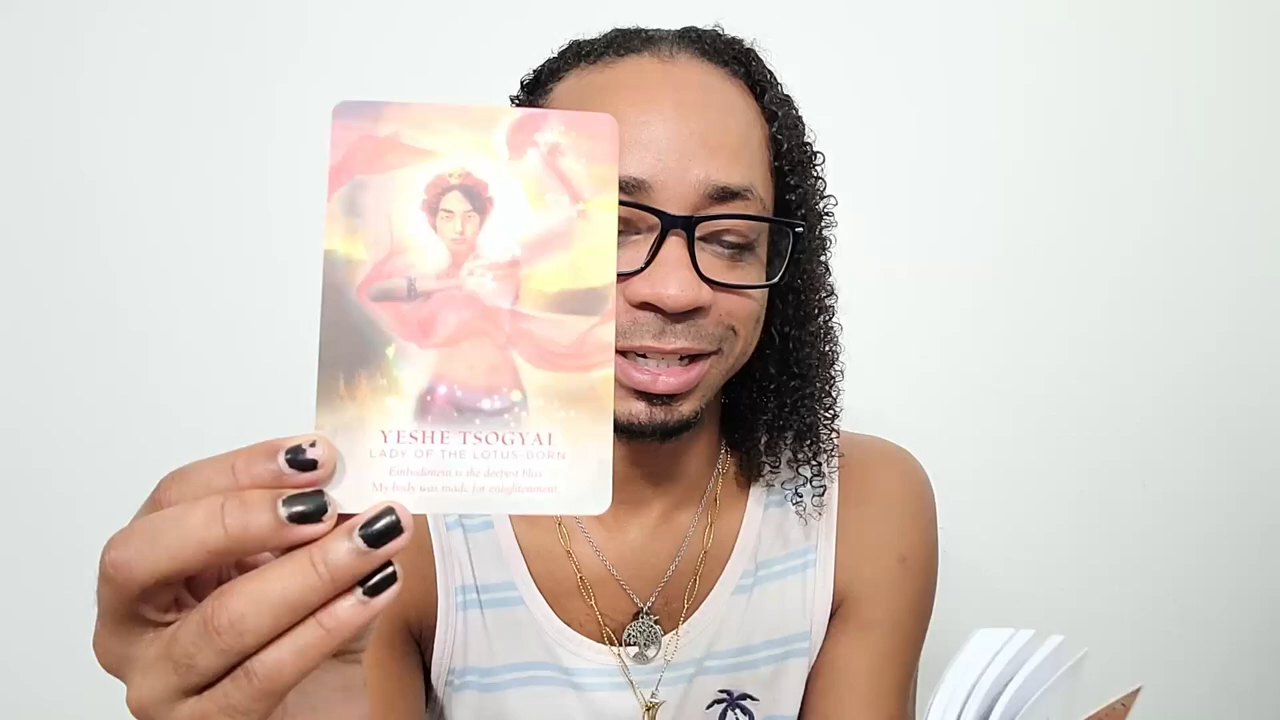 YESHE TSOGYAL
LADY OF THE LOTUS-BORN
Embodiment is the deepest bliss.
My body was made for enlightenment.